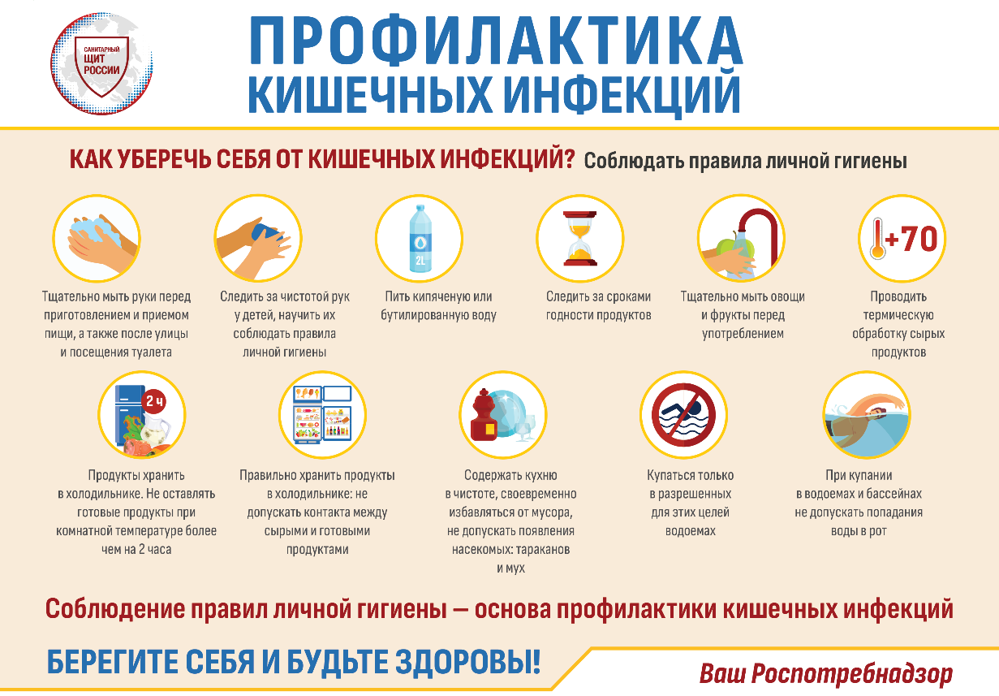 САНИТАРНЫЙ
ЩИТ
РОССИИ
ПРОФИЛАКТИКА
КИШЕЧНЫХ ИНФЕКЦИЙ
КАК УБЕРЕЧЬ СЕБЯ ОТ КИШЕЧНЫХ ИНФЕКЦИЙ? Соблюдать правила личной гигиены
Тщательно мыть руки перед
приготовлением и приемом
пищи, а также после улицы
и посещения туалета
Следить за чистотой рук
у детей, научить их
соблюдать правила
личной гигиены
2L
Пить кипяченую или
бутилированную воду
Следить за сроками
годности продуктов
Тщательно мыть овощи
и фрукты перед
употреблением
+70
Проводить
термическую
обработку сырых
продуктов
2 ч
Продукты хранить
в холодильнике. Не оставлять
готовые продукты при
комнатной температуре более
чем на 2 часа
Правильно хранить продукты
в холодильнике: не
допускать контакта между
сырыми и готовыми
продуктами
Содержать кухню
в чистоте, своевременно
избавляться от мусора,
не допускать появления
насекомых: тараканов
и мух
Купаться только
в разрешенных
для этих целей
водоемах
При купании
в водоемах и бассейнах
не допускать попадания
воды в рот
Соблюдение правил личной гигиены – основа профилактики кишечных инфекций
БЕРЕГИТЕ СЕБЯ И БУДЬТЕ ЗДОРОВЫ!
Ваш Роспотребнадзор